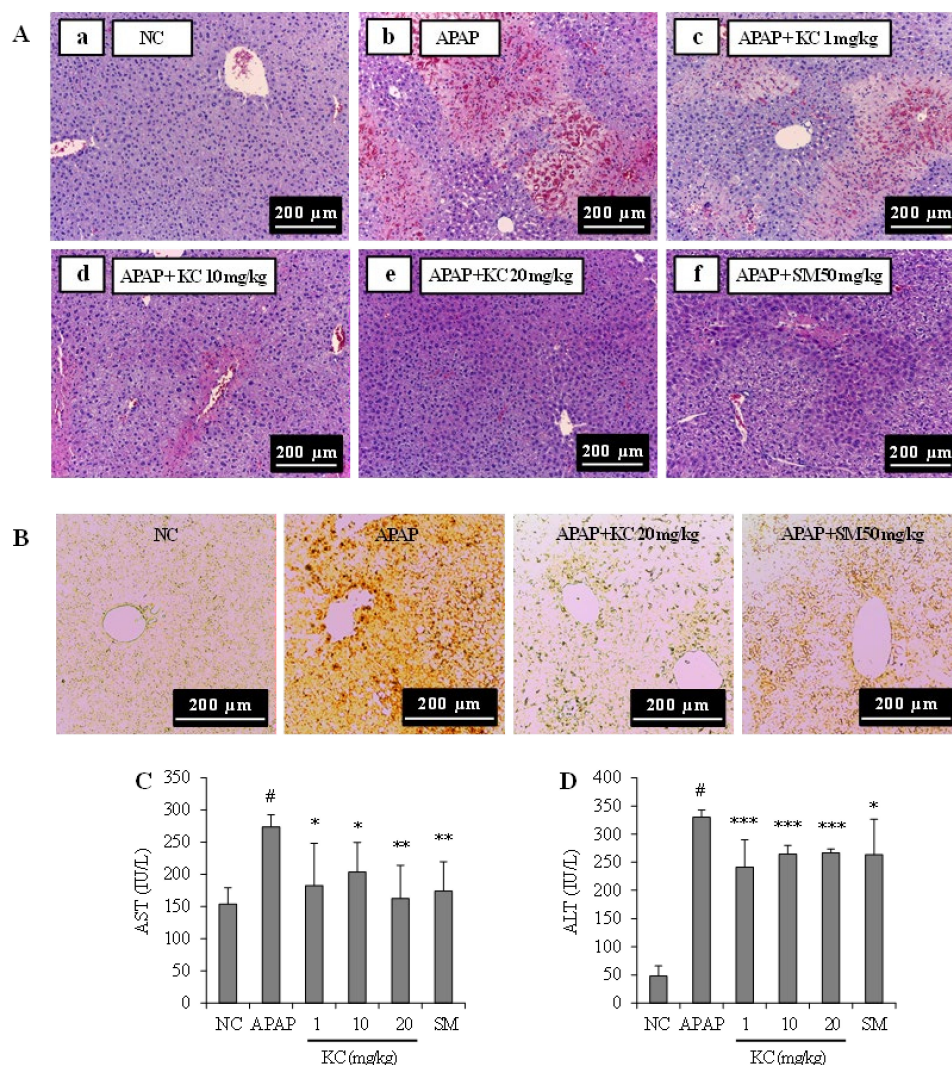 A
a NC
b APAP
c APAP+KC 1mg/kg
200 µm
200 µm
200 µm
d APAP+KC 10mg/kg
e APAP+KC 20mg/kg
f APAP+SM50mg/kg
200 µm
200 µm
200 µm
B
NC
APAP
APAP+KC 20mg/kg
APAP+SM50mg/kg
200 µm
200 µm
200 µm
200 µm
C
AST (IU/L)
350
300
250
200
150
100
50
0
#
*
*
**
**
NC APAP 1 10 20 SM
KC (mg/kg)
D
ALT (IU/L)
400
350
300
250
200
150
100
50
0
#
***
***
***
*
NC APAP 1 10 20 SM
KC (mg/kg)